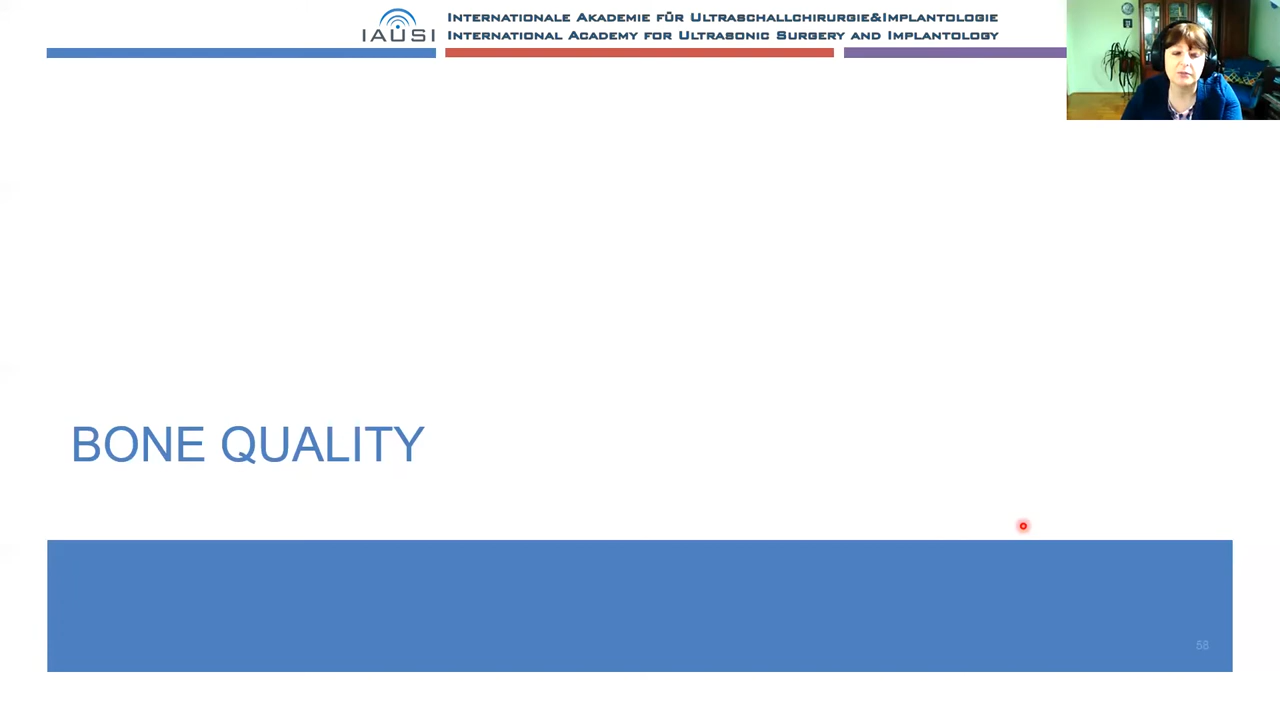 IAUSI
INTERNATIONALE AKADEMIE FÜR ULTRASCHALLCHIRURGIE&IMPLANTOLOGIE
INTERNATIONAL ACADEMY FOR ULTRASONIC SURGERY AND IMPLANTOLOGY
BONE QUALITY
58